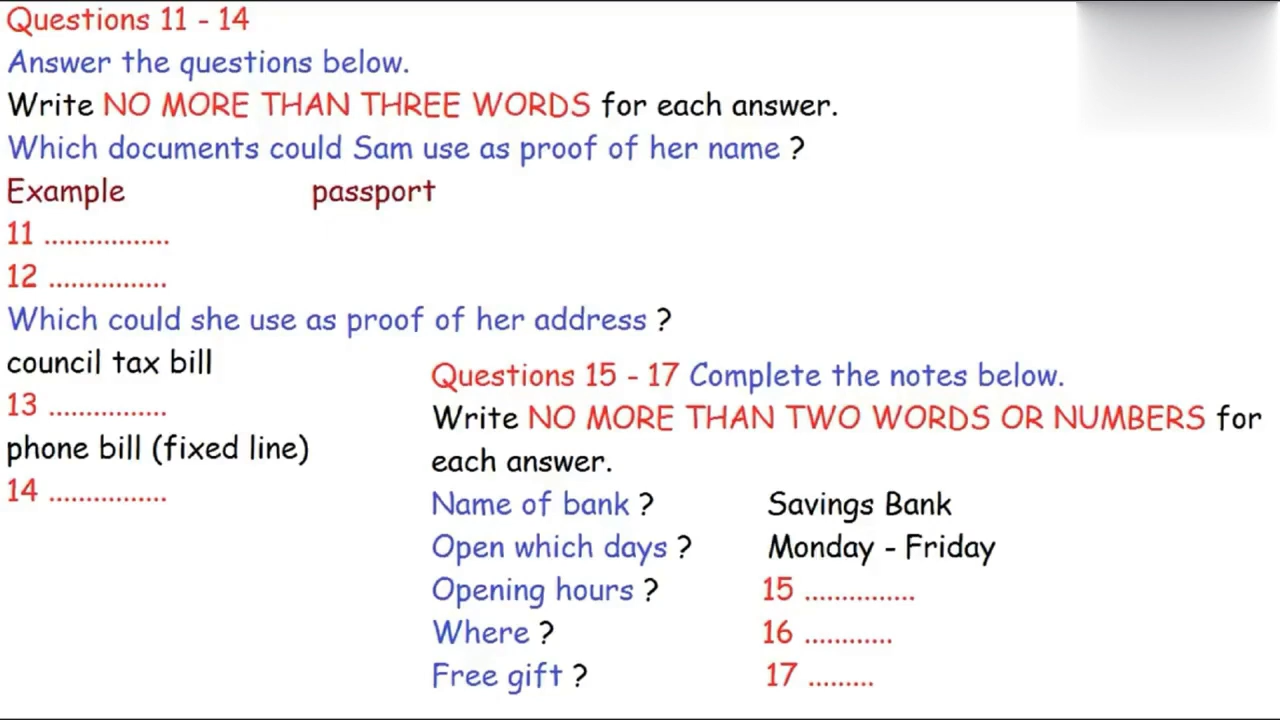 Questions 11 - 14
Answer the questions below.
Write NO MORE THAN THREE WORDS for each answer.
Which documents could Sam use as proof of her name ?
Example passport
11 .................
12 ................
Which could she use as proof of her address ?
council tax bill
13 ................
phone bill (fixed line)
14 ................
Questions 15 - 17 Complete the notes below.
Write NO MORE THAN TWO WORDS OR NUMBERS for
each answer.
Name of bank ? Savings Bank
Open which days ? Monday - Friday
Opening hours ? 15 ...............
Where ? 16 ............
Free gift ? 17 .........